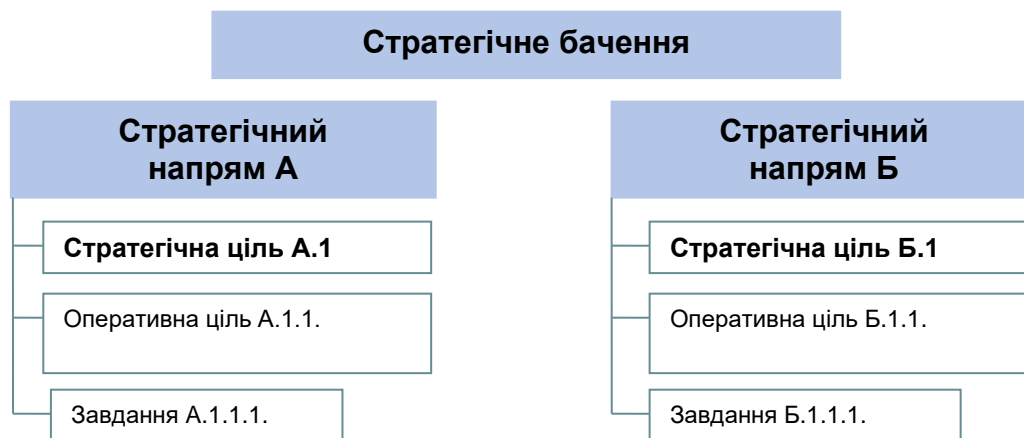 Стратегічне бачення
Стратегічний
напрям А
Стратегічна ціль А.1
Оперативна ціль А.1.1.
Завдання А.1.1.1.
Стратегічний
напрям Б
Стратегічна ціль Б.1
Оперативна ціль Б.1.1.
Завдання Б.1.1.1.